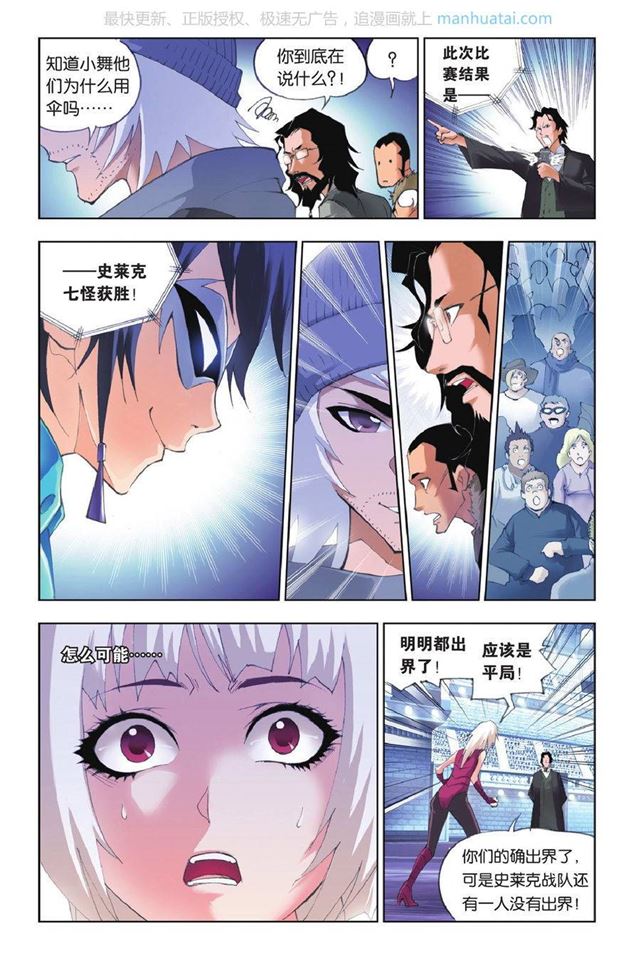 最快更新、正版授权、极速无广告，追漫画就上 manhuatai.com
知道小舞他
们为什么用
伞吗……
你到底在
说什么？！
？
此次比
赛结果
是——
——史莱克
七怪获胜！
怎么可能……
明明都出
界了！
应该是
平局！
你们的确出界了，
可是史莱克战队还
有一人没有出界！